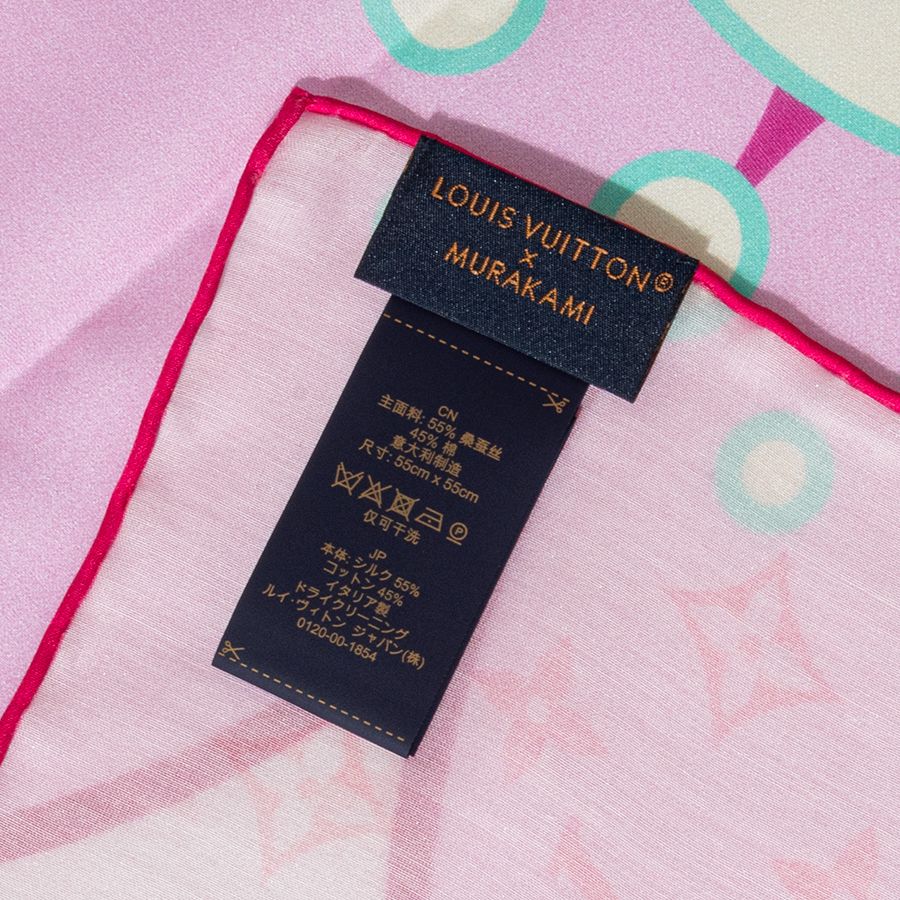 LOUIS VUITTON®
x
MURAKAMI
CN
主面料: 55% 桑蚕丝
45% 棉
意大利制造
尺寸: 55cm x 55cm
P
仅可干洗
JP
本体: シルク 55%
コットン 45%
イタリア製
ドライクリーニング
ルイ・ヴィトン ジャパン(株)
0120-00-1854